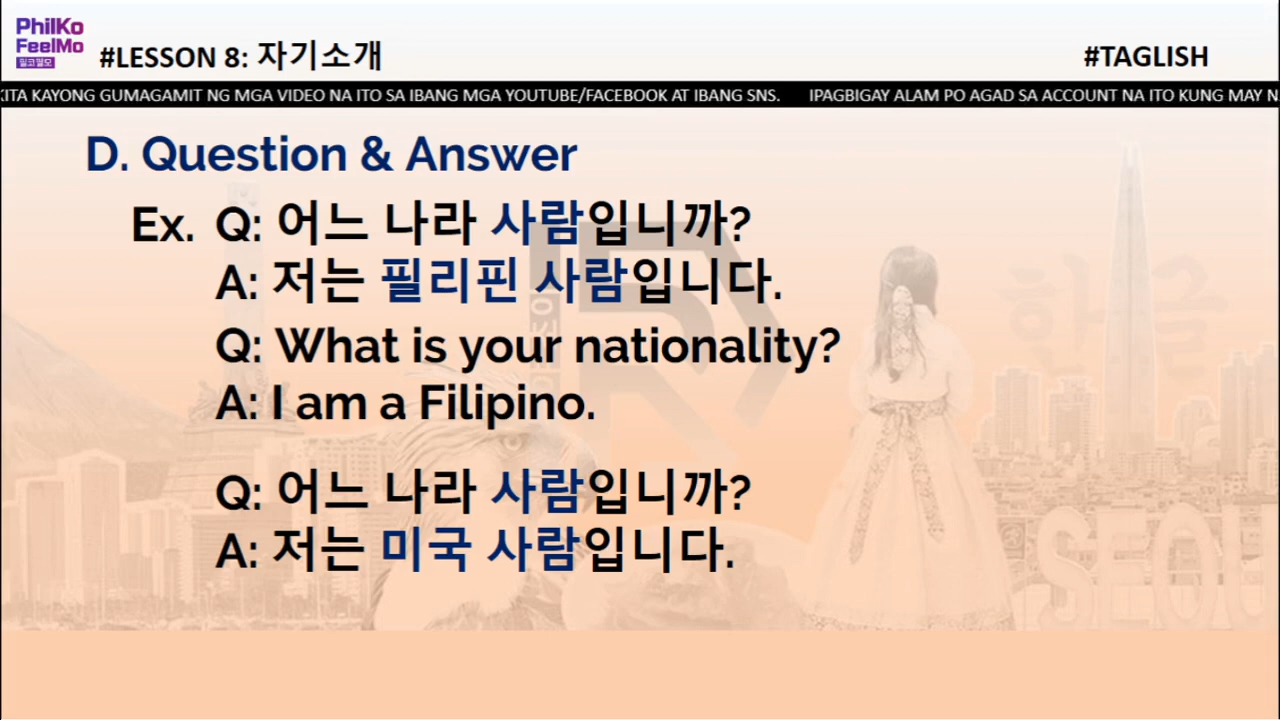 PhilKo
FeelMo
필코필모
#LESSON 8: 자기소개
#TAGLISH
KITA KAYONG GUMAGAMIT NG MGA VIDEO NA ITO SA IBANG MGA YOUTUBE/FACEBOOK AT IBANG SNS. IPAGBIGAY ALAM PO AGAD SA ACCOUNT NA ITO KUNG MAY N
D. Question & Answer
Ex. Q: 어느 나라 사람입니까?
A: 저는 필리핀 사람입니다.
Q: What is your nationality?
A: I am a Filipino.
Q: 어느 나라 사람입니까?
A: 저는 미국 사람입니다.
한글
SEOUL